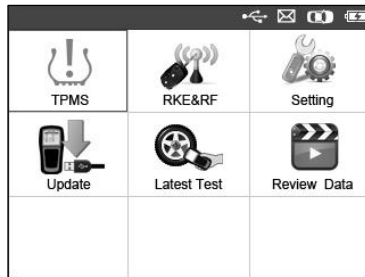 TPMS
RKE&RF
Setting
Update
Latest Test
Review Data